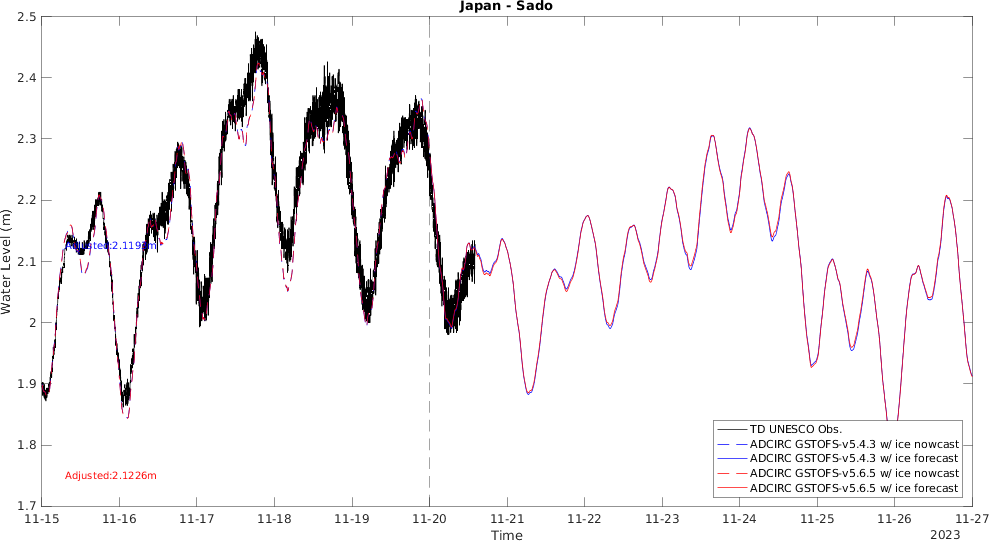 Japan - Sado
2.5
2.4
2.3
2.2
2.1
2
1.9
1.8
1.7
Water Level (m)
Adjusted:2.1195m
Adjusted:2.1226m
TD UNESCO Obs.
ADCIRC GSTOFS-v5.4.3 w/ ice nowcast
ADCIRC GSTOFS-v5.4.3 w/ ice forecast
ADCIRC GSTOFS-v5.6.5 w/ ice nowcast
ADCIRC GSTOFS-v5.6.5 w/ ice forecast
11-15 11-16 11-17 11-18 11-19 11-20 11-21 11-22 11-23 11-24 11-25 11-26 11-27
Time
2023